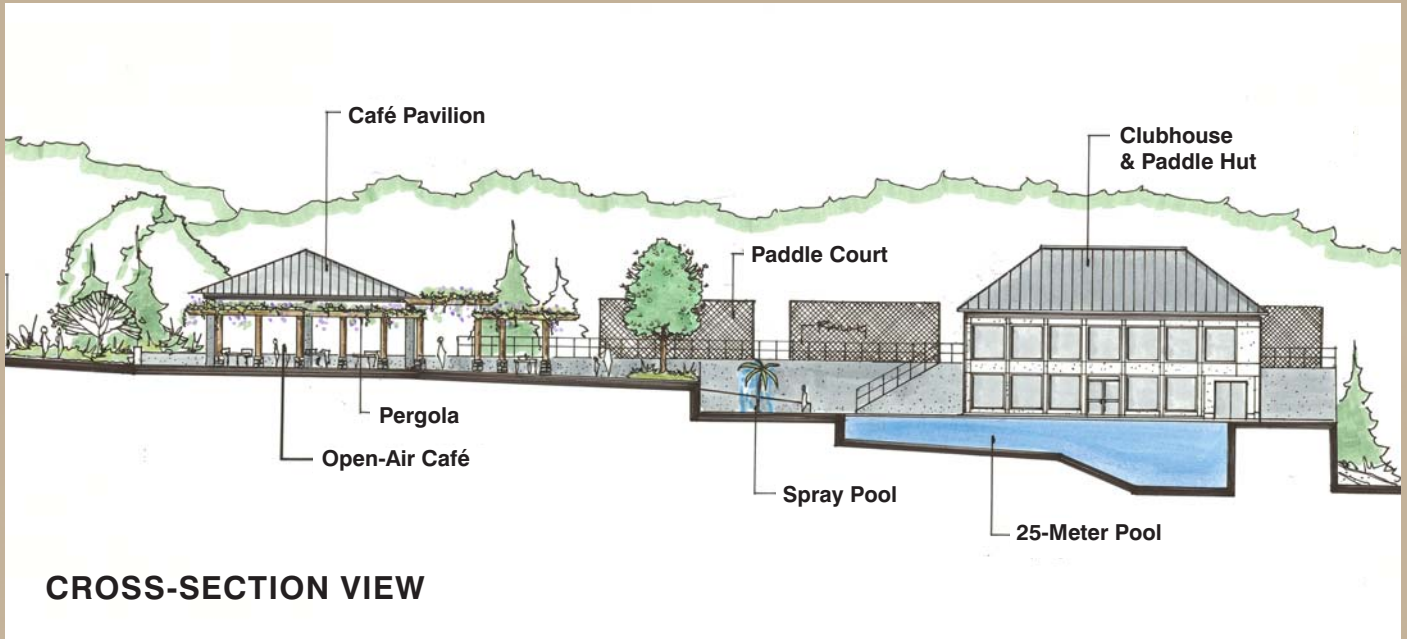 Café Pavilion
Clubhouse
& Paddle Hut
Paddle Court
Pergola
Open-Air Café
Spray Pool
25-Meter Pool
CROSS-SECTION VIEW